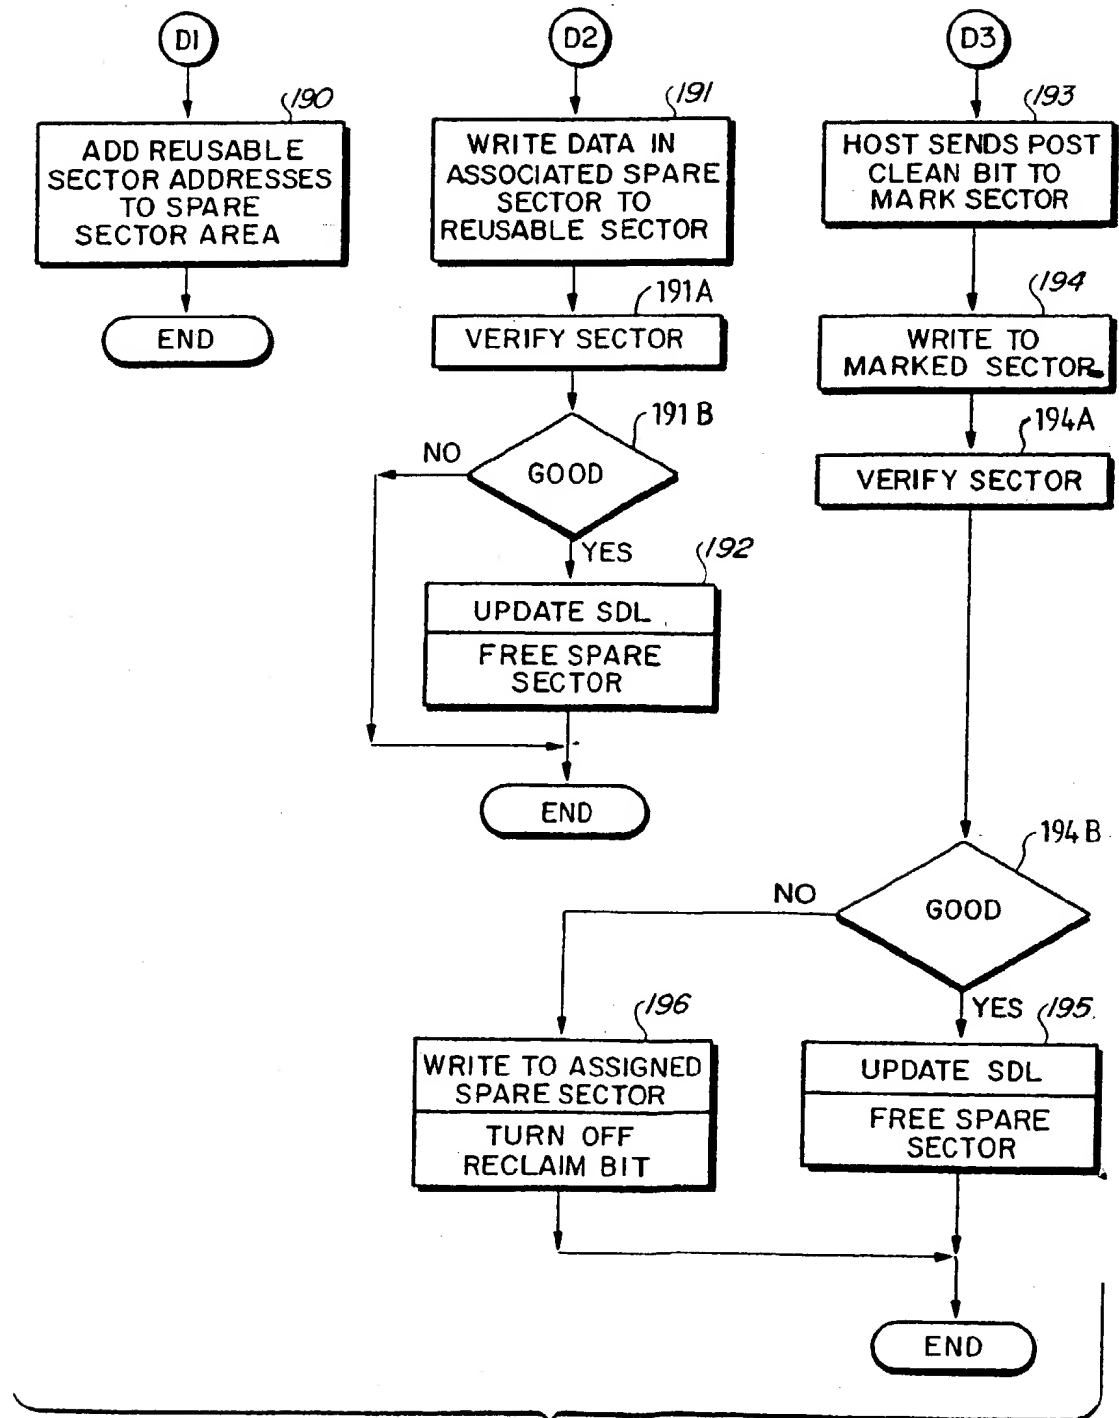 D1
190
ADD REUSABLE
SECTOR ADDRESSES
TO SPARE
SECTOR AREA
END
D2
191
WRITE DATA IN
ASSOCIATED SPARE
SECTOR TO
REUSABLE SECTOR
191A
VERIFY SECTOR
191B
GOOD
NO
YES
192
UPDATE SDL
FREE SPARE
SECTOR
END
D3
193
HOST SENDS POST
CLEAN BIT TO
MARK SECTOR
194
WRITE TO
MARKED SECTOR
194A
VERIFY SECTOR
194B
GOOD
NO
YES
196
WRITE TO ASSIGNED
SPARE SECTOR
TURN OFF
RECLAIM BIT
195
UPDATE SDL
FREE SPARE
SECTOR
END